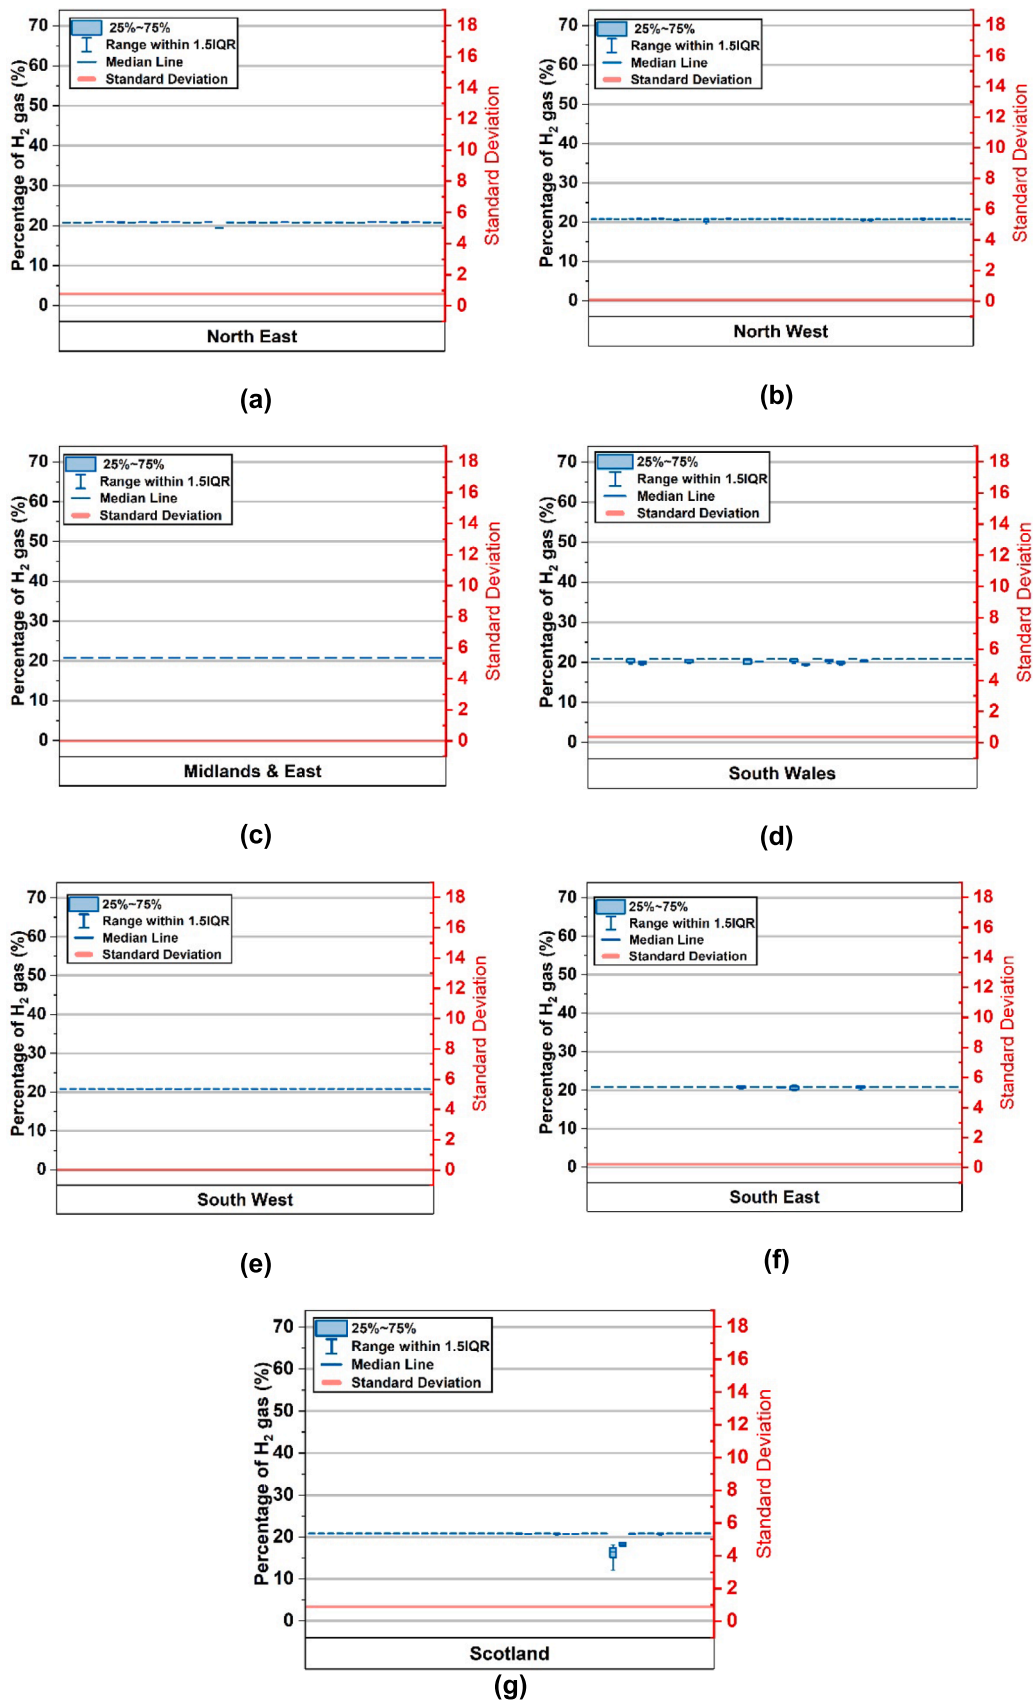 70
60
50
40
30
20
10
0
Percentage of H2 gas (%)
25%~75%
Range within 1.5IQR
Median Line
Standard Deviation
18
16
14
12
10
8
6
4
2
0
Standard Deviation
North East
(a)
70
60
50
40
30
20
10
0
Percentage of H2 gas (%)
25%~75%
Range within 1.5IQR
Median Line
Standard Deviation
18
16
14
12
10
8
6
4
2
0
Standard Deviation
North West
(b)
70
60
50
40
30
20
10
0
Percentage of H2 gas (%)
25%~75%
Range within 1.5IQR
Median Line
Standard Deviation
18
16
14
12
10
8
6
4
2
0
Standard Deviation
Midlands & East
(c)
70
60
50
40
30
20
10
0
Percentage of H2 gas (%)
25%~75%
Range within 1.5IQR
Median Line
Standard Deviation
18
16
14
12
10
8
6
4
2
0
Standard Deviation
South Wales
(d)
70
60
50
40
30
20
10
0
Percentage of H2 gas (%)
25%~75%
Range within 1.5IQR
Median Line
Standard Deviation
18
16
14
12
10
8
6
4
2
0
Standard Deviation
South West
(e)
70
60
50
40
30
20
10
0
Percentage of H2 gas (%)
25%~75%
Range within 1.5IQR
Median Line
Standard Deviation
18
16
14
12
10
8
6
4
2
0
Standard Deviation
South East
(f)
70
60
50
40
30
20
10
0
Percentage of H2 gas (%)
25%~75%
Range within 1.5IQR
Median Line
Standard Deviation
18
16
14
12
10
8
6
4
2
0
Standard Deviation
Scotland
(g)